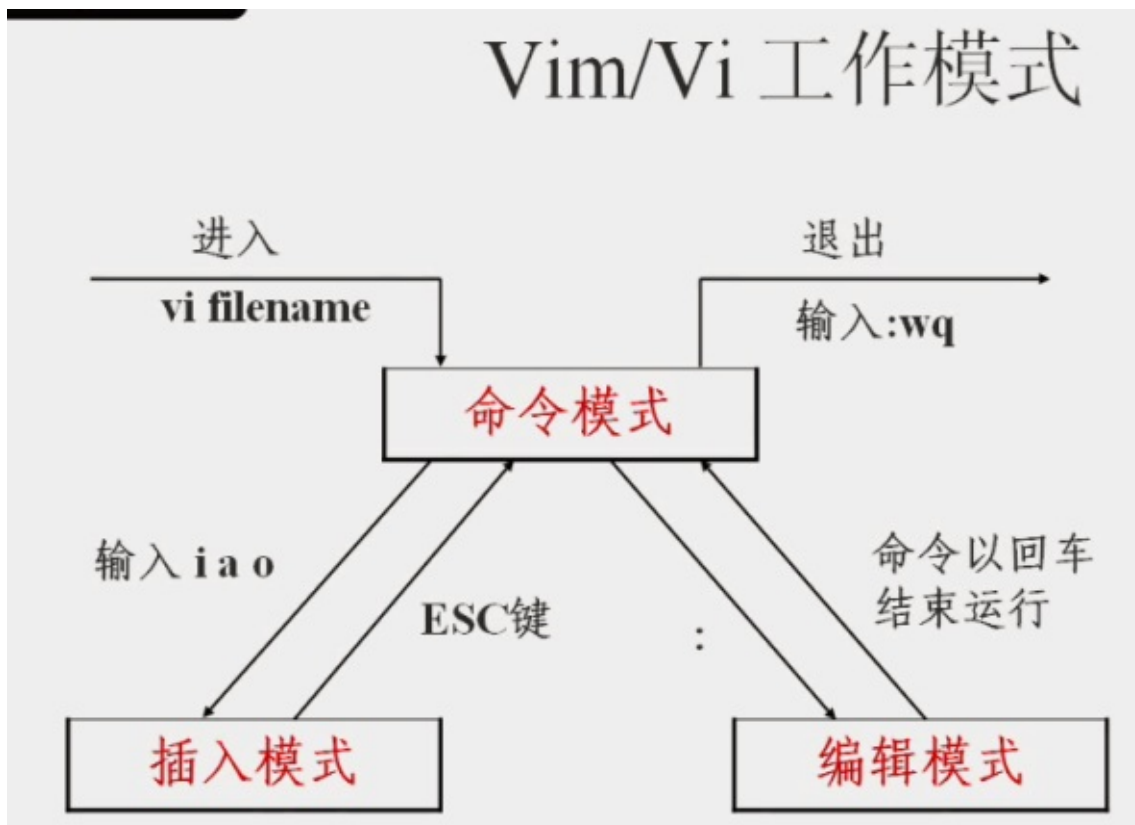 Vim/Vi 工作模式
进入
vi filename
退出
输入:wq
命令模式
输入 i a o
ESC键
:
命令以回车
结束运行
插入模式
编辑模式